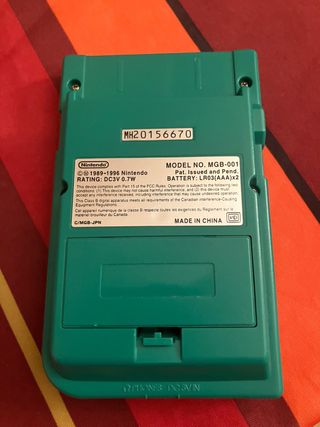 MH20156670
Nintendo
MODEL NO. MGB-001
©Ⓜ1989-1996 Nintendo
Pat. Issued and Pend.
RATING: DC3V 0.7W
BATTERY: LR03(AAA)x2
This device complies with Part 15 of the FCC Rules. Operation is subject to the following two
conditions (1) this device may not cause harmful interference, and (2) this device must
accept any interference received, including interference that may cause undesired operation.
This Class B digital apparatus meets all requirements of the Canadian Interference-Causing
Equipment Regulations.
Cet appareil numérique de la classe B respecte toutes les exigences du Règlement sur le matériel
brouilleur du Canada.
MADE IN CHINA
C/MGB-JPN
DC3V IN